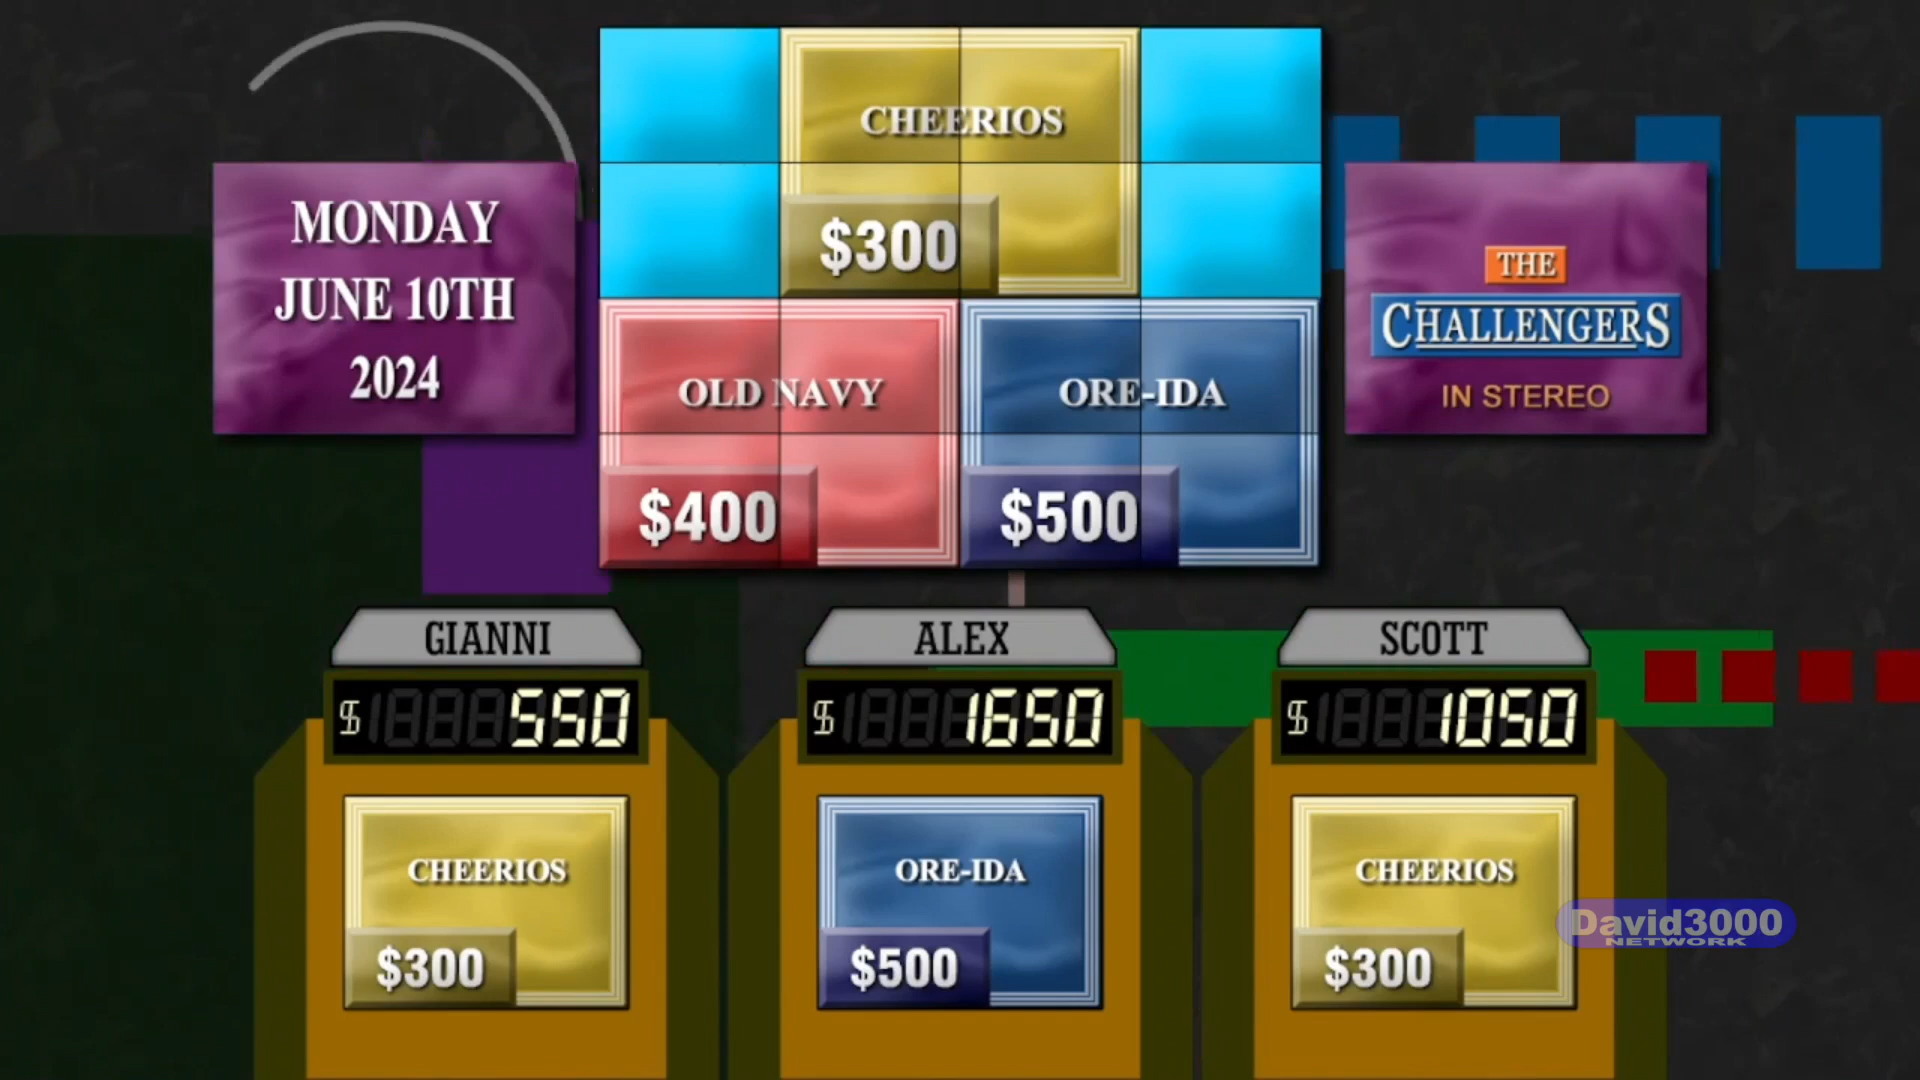 MONDAY
JUNE 10TH
2024
CHEERIOS
$300
OLD NAVY
$400
ORE-IDA
$500
THE
CHALLENGERS
IN STEREO
GIANNI
$ 550
CHEERIOS
$300
ALEX
$ 1650
ORE-IDA
$500
SCOTT
$ 1050
CHEERIOS
$300
David3000
NETWORK